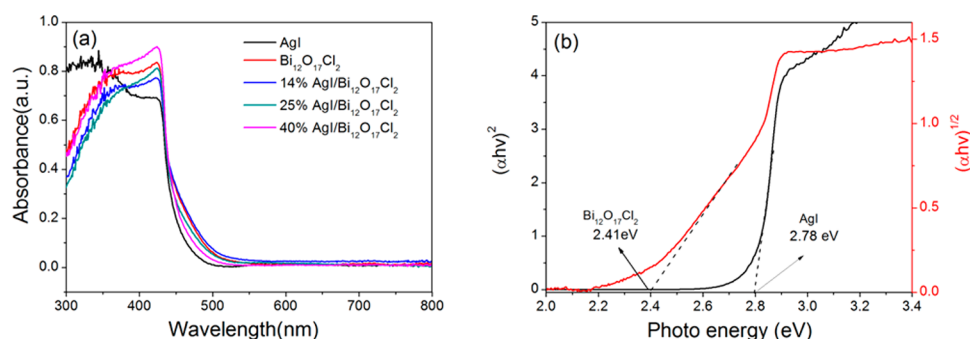 (a)
AgI
Bi₁₂O₁₇Cl₂
14% AgI/Bi₁₂O₁₇Cl₂
25% AgI/Bi₁₂O₁₇Cl₂
40% AgI/Bi₁₂O₁₇Cl₂
Absorbance(a.u.)
1.0
0.8
0.6
0.4
0.2
0.0
300 400 500 600 700 800
Wavelength(nm)
(b)
(αhv)²
5
4
3
2
1
0
Bi₁₂O₁₇Cl₂
2.41eV
AgI
2.78 eV
1.5
1.0
0.5
0.0
(αhv)¹/²
2.0 2.2 2.4 2.6 2.8 3.0 3.2 3.4
Photo energy (eV)